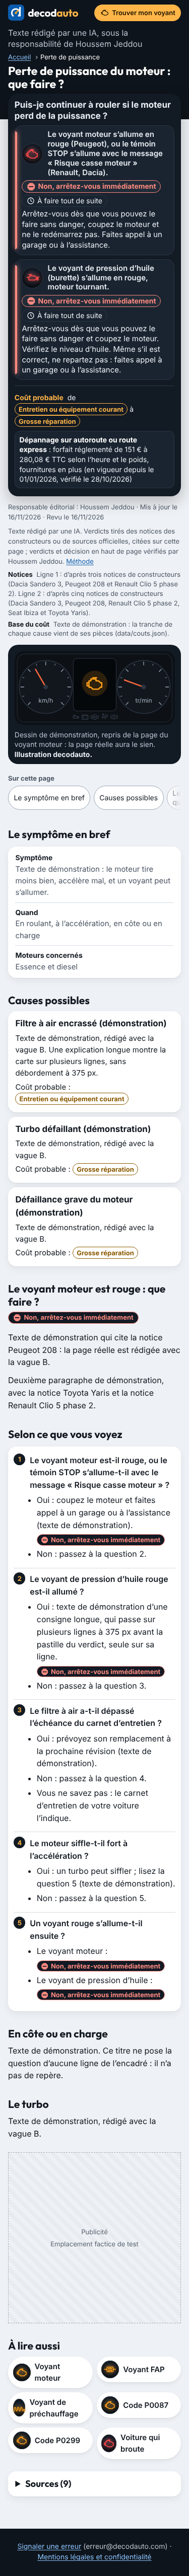 decodauto
Trouver mon voyant
Texte rédigé par une IA, sous la
responsabilité de Houssem Jeddou
Accueil › Perte de puissance
Perte de puissance du moteur :
que faire ?
Puis-je continuer à rouler si le moteur
perd de la puissance ?
Le voyant moteur s’allume en
rouge (Peugeot), ou le témoin
STOP s’allume avec le message
« Risque casse moteur »
(Renault, Dacia).
Non, arrêtez-vous immédiatement
À faire tout de suite
Arrêtez-vous dès que vous pouvez le
faire sans danger, coupez le moteur et
ne le redémarrez pas. Faites appel à un
garage ou à l’assistance.
Le voyant de pression d’huile
(burette) s’allume en rouge,
moteur tournant.
Non, arrêtez-vous immédiatement
À faire tout de suite
Arrêtez-vous dès que vous pouvez le
faire sans danger et coupez le moteur.
Vérifiez le niveau d’huile. Même s’il est
correct, ne repartez pas : faites appel à
un garage ou à l’assistance.
Coût probable de
Entretien ou équipement courant à
Grosse réparation
Dépannage sur autoroute ou route
express : forfait réglementé de 151 € à
280,08 € TTC selon l’heure et le poids,
fournitures en plus (en vigueur depuis le
01/01/2026, vérifié le 28/10/2026)
Responsable éditorial : Houssem Jeddou · Mis à jour le
16/11/2026 · Revu le 16/11/2026
Texte rédigé par une IA. Verdicts tirés des notices des
constructeurs ou de sources officielles, citées sur cette
page ; verdicts et dépannage en haut de page vérifiés par
Houssem Jeddou. Méthode
Notices Ligne 1 : d’après trois notices de constructeurs
(Dacia Sandero 3, Peugeot 208 et Renault Clio 5 phase
2). Ligne 2 : d’après cinq notices de constructeurs
(Dacia Sandero 3, Peugeot 208, Renault Clio 5 phase 2,
Seat Ibiza et Toyota Yaris).
Base du coût Texte de démonstration : la tranche de
chaque cause vient de ses pièces (data/couts.json).
km/h
tr/min
Dessin de démonstration, repris de la page du
voyant moteur : la page réelle aura le sien.
Illustration decodauto.
Sur cette page
Le symptôme en bref
Causes possibles
Le symptôme en bref
Symptôme
Texte de démonstration : le moteur tire
moins bien, accélère mal, et un voyant peut
s’allumer.
Quand
En roulant, à l’accélération, en côte ou en
charge
Moteurs concernés
Essence et diesel
Causes possibles
Filtre à air encrassé (démonstration)
Texte de démonstration, rédigé avec la
vague B. Une explication longue montre la
carte sur plusieurs lignes, sans
débordement à 375 px.
Coût probable :
Entretien ou équipement courant
Turbo défaillant (démonstration)
Texte de démonstration, rédigé avec la
vague B.
Coût probable : Grosse réparation
Défaillance grave du moteur
(démonstration)
Texte de démonstration, rédigé avec la
vague B.
Coût probable : Grosse réparation
Le voyant moteur est rouge : que
faire ?
Non, arrêtez-vous immédiatement
Texte de démonstration qui cite la notice
Peugeot 208 : la page réelle est rédigée avec
la vague B.
Deuxième paragraphe de démonstration,
avec la notice Toyota Yaris et la notice
Renault Clio 5 phase 2.
Selon ce que vous voyez
1 Le voyant moteur est-il rouge, ou le
témoin STOP s’allume-t-il avec le
message « Risque casse moteur » ?
• Oui : coupez le moteur et faites
appel à un garage ou à l’assistance
(texte de démonstration).
Non, arrêtez-vous immédiatement
• Non : passez à la question 2.
2 Le voyant de pression d’huile rouge
est-il allumé ?
• Oui : texte de démonstration d’une
consigne longue, qui passe sur
plusieurs lignes à 375 px avant la
pastille du verdict, seule sur sa
ligne.
Non, arrêtez-vous immédiatement
• Non : passez à la question 3.
3 Le filtre à air a-t-il dépassé
l’échéance du carnet d’entretien ?
• Oui : prévoyez son remplacement à
la prochaine révision (texte de
démonstration).
• Non : passez à la question 4.
• Vous ne savez pas : le carnet
d’entretien de votre voiture
l’indique.
4 Le moteur siffle-t-il fort à
l’accélération ?
• Oui : un turbo peut siffler ; lisez la
question 5 (texte de démonstration).
• Non : passez à la question 5.
5 Un voyant rouge s’allume-t-il
ensuite ?
• Le voyant moteur :
Non, arrêtez-vous immédiatement
• Le voyant de pression d’huile :
Non, arrêtez-vous immédiatement
En côte ou en charge
Texte de démonstration. Ce titre ne pose la
question d’aucune ligne de l’encadré : il n’a
pas de repère.
Le turbo
Texte de démonstration, rédigé avec la
vague B.
Publicité
Emplacement factice de test
À lire aussi
Voyant
moteur
Voyant FAP
Voyant de
préchauffage
Code P0087
Code P0299
Voiture qui
broute
Sources (9)
Signaler une erreur (erreur@decodauto.com) ·
Mentions légales et confidentialité